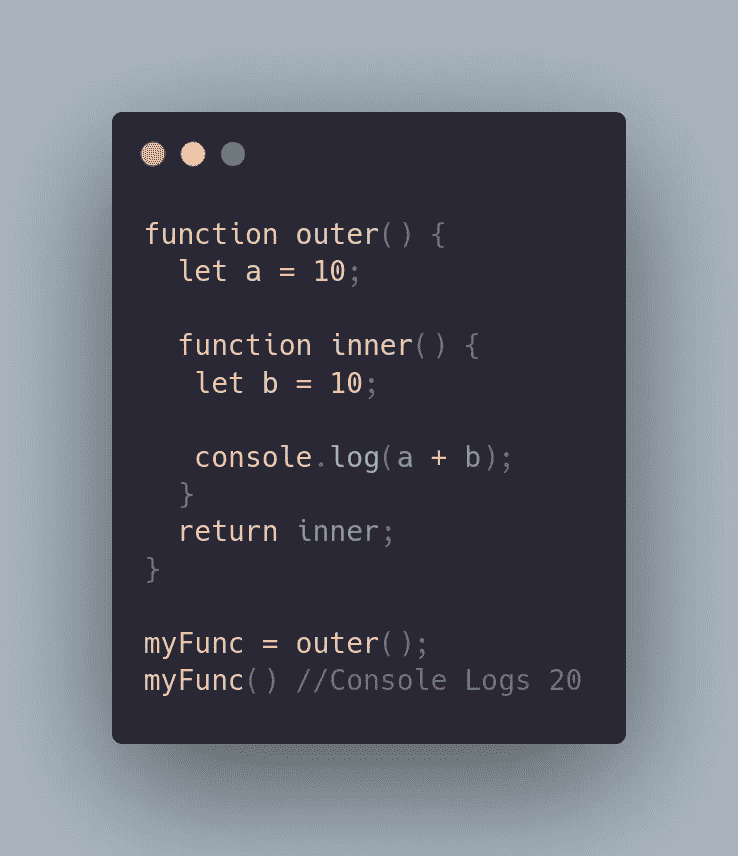 function outer() {
  let a = 10;

  function inner() {
   let b = 10;

   console.log(a + b);
  }
  return inner;
}

myFunc = outer();
myFunc() //Console Logs 20